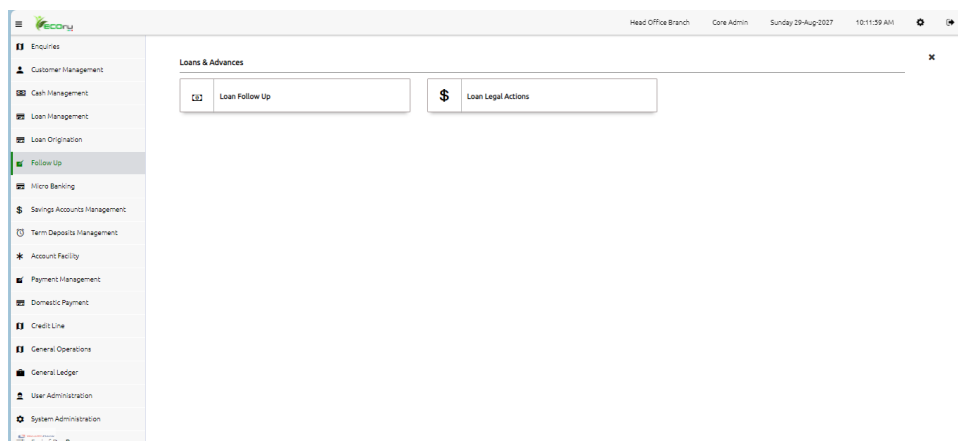 ECOry
Head Office Branch Core Admin Sunday 29-Aug-2027 10:11:59 AM
Enquiries
Customer Management
Cash Management
Loan Management
Loan Origination
Follow Up
Micro Banking
Savings Accounts Management
Term Deposits Management
Account Facility
Payment Management
Domestic Payment
Credit Line
General Operations
General Ledger
User Administration
System Administration
Loans & Advances
Loan Follow Up
Loan Legal Actions